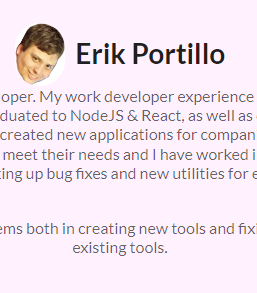 Erik Portillo
oper. My work developer experience
duated to NodeJS & React, as well as
created new applications for compan
meet their needs and I have worked i
ing up bug fixes and new utilities for e
ems both in creating new tools and fixi
existing tools.